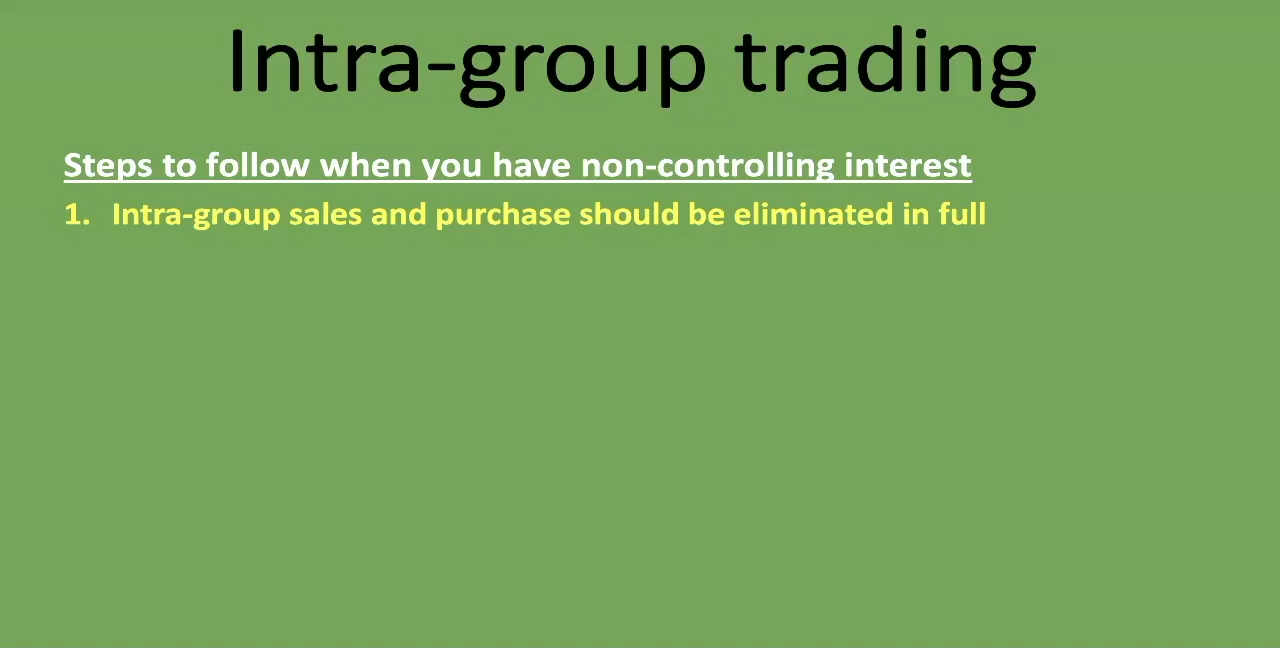 Intra-group trading
Steps to follow when you have non-controlling interest
1. Intra-group sales and purchase should be eliminated in full